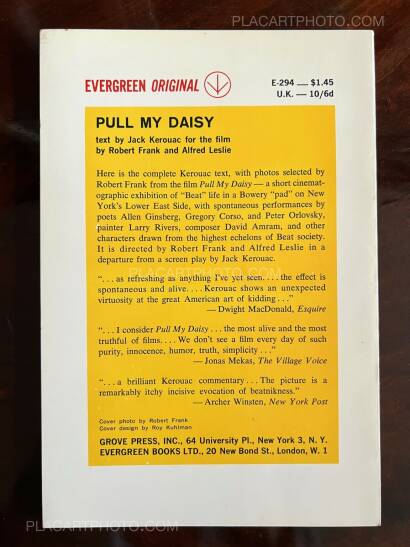 PLACARTPHOTO.COM
EVERGREEN ORIGINAL
E-294 — $1.45
U.K. — 10/6d
PULL MY DAISY
text by Jack Kerouac for the film
by Robert Frank and Alfred Leslie
Here is the complete Kerouac text, with photos selected by
Robert Frank from the film Pull My Daisy — a short cinemat-
ographic exhibition of "Beat" life in a Bowery "pad" on New
York's Lower East Side, with spontaneous performances by
poets Allen Ginsberg, Gregory Corso, and Peter Orlovsky,
painter Larry Rivers, composer David Amram, and other
characters drawn from the highest echelons of Beat society.
It is directed by Robert Frank and Alfred Leslie in a
departure from a screen play by Jack Kerouac.
PLACARTPHOTO.COM
". . . as refreshing as anything I've yet seen. . . . the effect is
spontaneous and alive. . . . Kerouac shows an unexpected
virtuosity at the great American art of kidding . . ."
— Dwight MacDonald, Esquire
". . . I consider Pull My Daisy . . . the most alive and the most
truthful of films. . . . We don't see a film every day of such
purity, innocence, humor, truth, simplicity . . ."
— Jonas Mekas, The Village Voice
". . . a brilliant Kerouac commentary . . . The picture is a
remarkably itchy incisive evocation of beatnikness."
— Archer Winsten, New York Post
Cover photo by Robert Frank
Cover design by Roy Kuhlman
GROVE PRESS, INC., 64 University Pl., New York 3, N. Y.
EVERGREEN BOOKS LTD., 20 New Bond St., London, W. 1
PLACARTPHOTO.COM